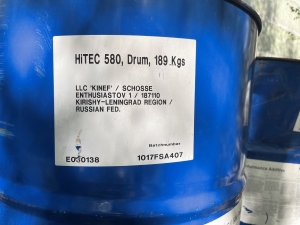 HiTEC 580, Drum, 189 Kgs
LLC 'KINEF' / SCHOSSE
ENTHUSIASTOV 1 / 187110
KIRISHY-LENINGRAD REGION /
RUSSIAN FED.
Batchnumber
E030138
1017FSA407